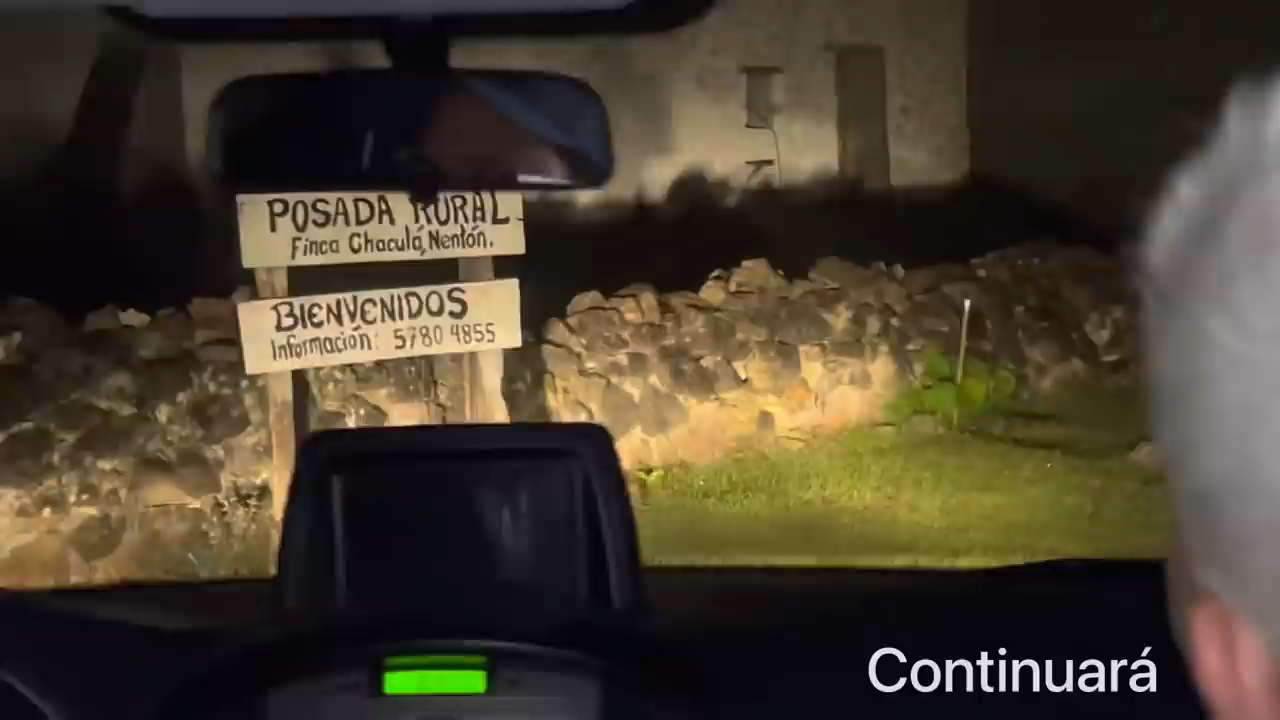 POSADA RURAL
Finca Chaculá, Nentón.
BIENVENIDOS
Información: 5780 4855
Continuará